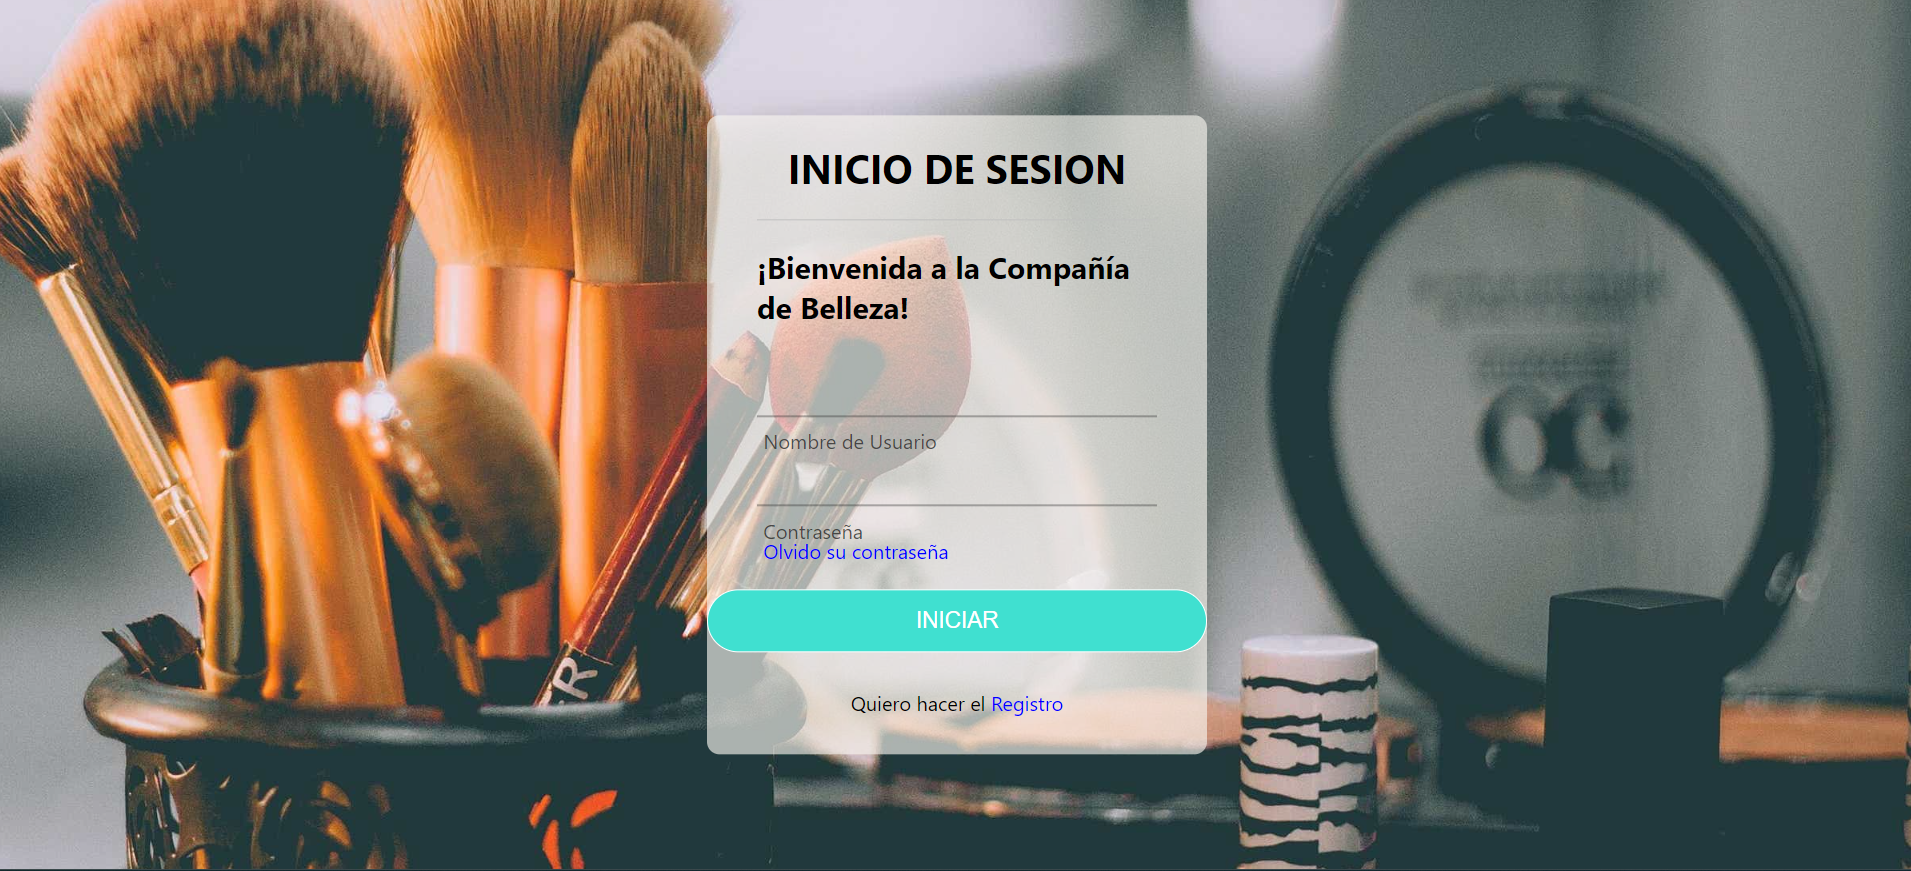 INICIO DE SESION
¡Bienvenida a la Compañía
de Belleza!
Nombre de Usuario
Contraseña
Olvido su contraseña
INICIAR
Quiero hacer el Registro